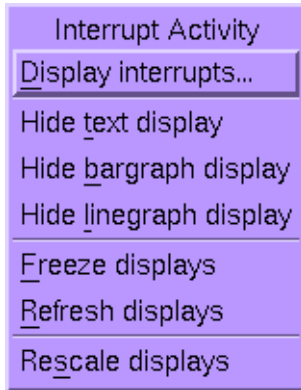 Interrupt Activity
Display interrupts...
Hide text display
Hide bargraph display
Hide linegraph display
Freeze displays
Refresh displays
Rescale displays